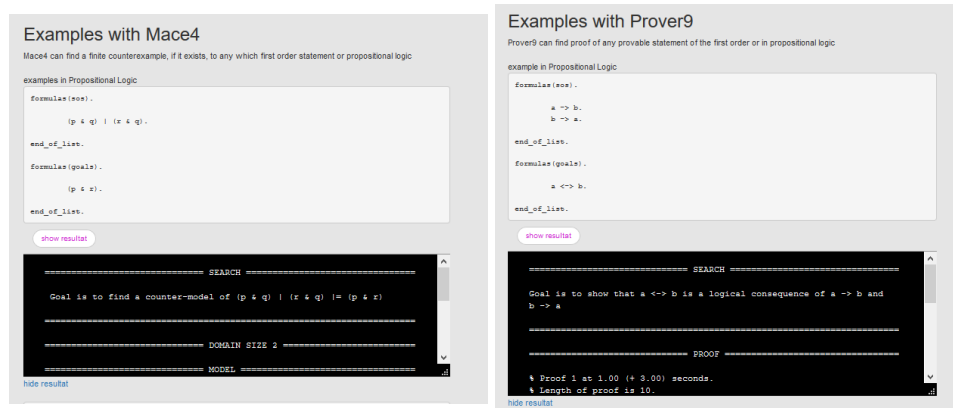 Examples with Mace4
Mace4 can find a finite counterexample, if it exists, to any which first order statement or propositional logic
examples in Propositional Logic
formulas(sos).
(p & q) | (r & q).
end_of_list.
formulas(goals).
(p & r).
end_of_list.
show resultat
============================== SEARCH ================================
Goal is to find a counter-model of (p & q) | (r & q) |= (p & r)
======================================================================
============================== DOMAIN SIZE 2 =========================
============================== MODEL =================================
hide resultat
Examples with Prover9
Prover9 can find proof of any provable statement of the first order or in propositional logic
example in Propositional Logic
formulas(sos).
a -> b.
b -> a.
end_of_list.
formulas(goals).
a <-> b.
end_of_list.
show resultat
============================== SEARCH ================================
Goal is to show that a <-> b is a logical consequence of a -> b and
b -> a
======================================================================
============================== PROOF =================================
% Proof 1 at 1.00 (+ 3.00) seconds.
% Length of proof is 10.
hide resultat